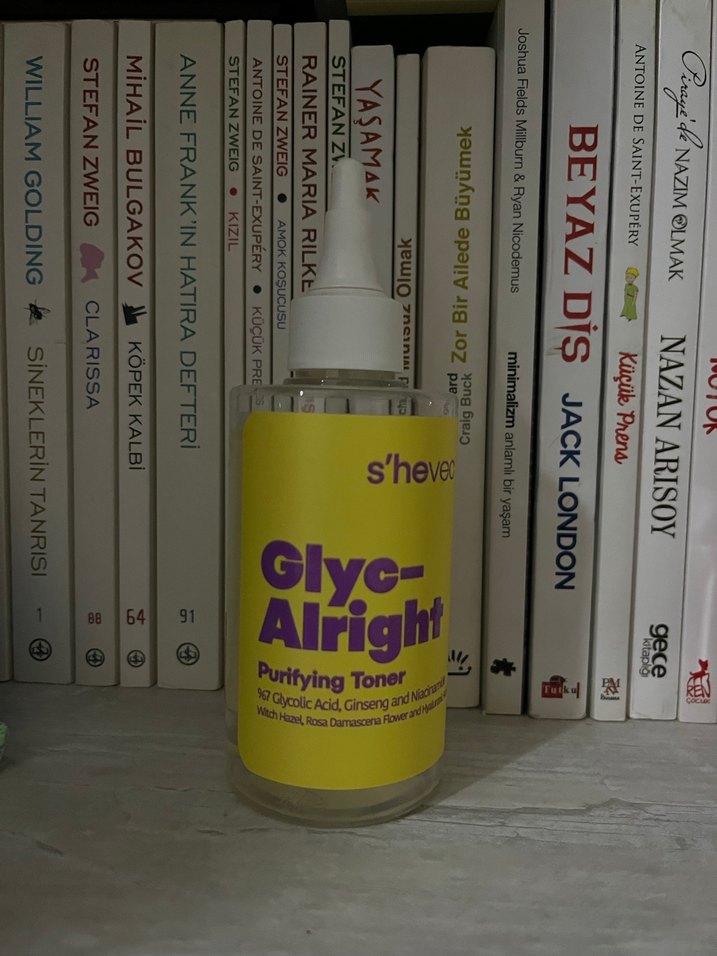 WILLIAM GOLDING SİNEKLERİN TANRISI 1
STEFAN ZWEIG CLARISSA 88
MİHAİL BULGAKOV KÖPEK KALBİ 64
ANNE FRANK'IN HATIRA DEFTERİ 91
STEFAN ZWEIG • KIZIL
ANTOINE DE SAINT-EXUPÉRY • KÜÇÜK
STEFAN ZWEIG • AMOK KOŞUCUSU
RAINER MARIA RILKE
STEFAN
YAŞAMAK
Olmak
Craig Buck Zor Bir Ailede Büyümek
Joshua Fields Millburn & Ryan Nicodemus minimalizm anlamlı bir yaşam
BEYAZ DİŞ JACK LONDON
Tutku
ANTOINE DE SAINT-EXUPÉRY Küçük Prens
Piraye'de NAZIM OLMAK
NAZAN ARISOY
gece
kitaplığı
ÇOCUK
s'hevec
Glyc-
Alright
Purifying Toner
%7 Glycolic Acid, Ginseng and
Witch Hazel, Rosa Damascena Flower and